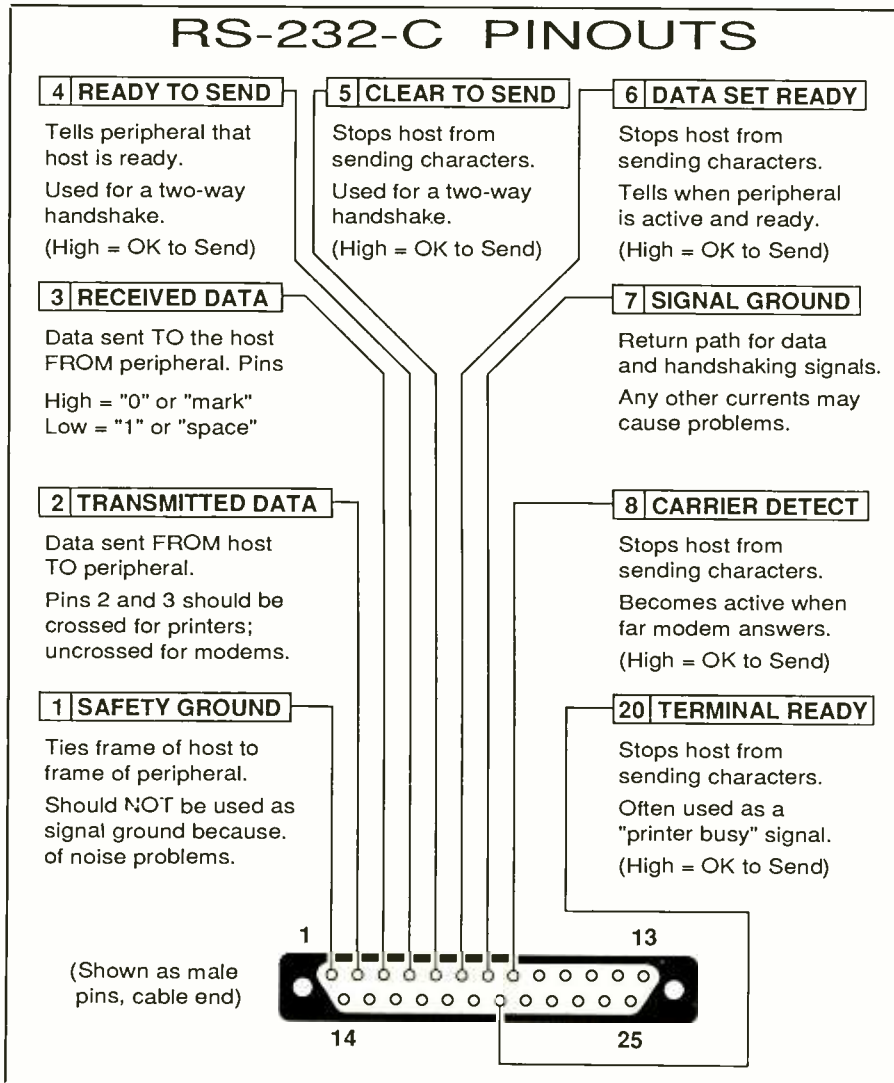 RS-232-C PINOUTS
4 READY TO SEND
Tells peripheral that
host is ready.
Used for a two-way
handshake.
(High = OK to Send)
5 CLEAR TO SEND
Stops host from
sending characters.
Used for a two-way
handshake.
(High = OK to Send)
6 DATA SET READY
Stops host from
sending characters.
Tells when peripheral
is active and ready.
(High = OK to Send)
3 RECEIVED DATA
Data sent TO the host
FROM peripheral. Pins
High = "0" or "mark"
Low = "1" or "space"
7 SIGNAL GROUND
Return path for data
and handshaking signals.
Any other currents may
cause problems.
2 TRANSMITTED DATA
Data sent FROM host
TO peripheral.
Pins 2 and 3 should be
crossed for printers;
uncrossed for modems.
8 CARRIER DETECT
Stops host from
sending characters.
Becomes active when
far modem answers.
(High = OK to Send)
1 SAFETY GROUND
Ties frame of host to
frame of peripheral.
Should NOT be used as
signal ground because.
of noise problems.
20 TERMINAL READY
Stops host from
sending characters.
Often used as a
"printer busy" signal.
(High = OK to Send)
1
13
(Shown as male
pins, cable end)
14
25